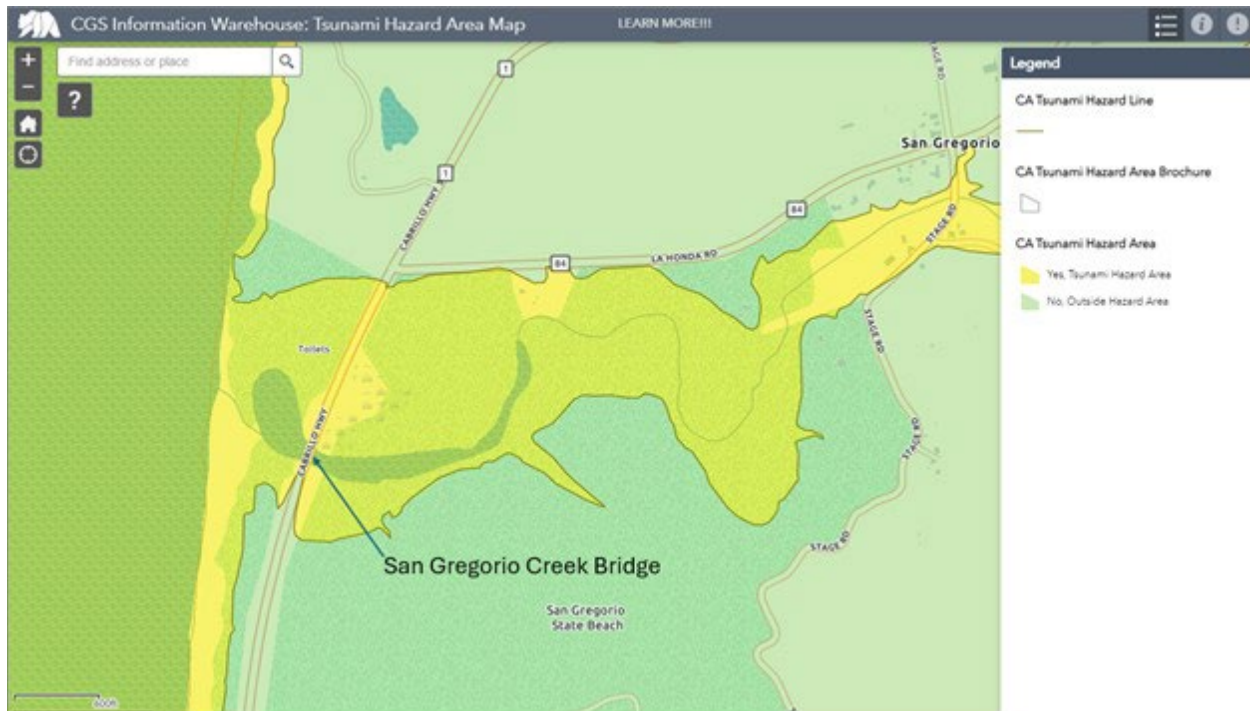 CGS Information Warehouse: Tsunami Hazard Area Map
LEARN MORE!!!
+
Find address or place
−
?
Legend
CA Tsunami Hazard Line
CA Tsunami Hazard Area Brochure
CA Tsunami Hazard Area
Yes, Tsunami Hazard Area
No, Outside Hazard Area
1
STAGE RD
San Gregorio
1
84
CABRILLO HWY
STAGE RD
LA HONDA RD
84
STAGE RD
Toilets
CABRILLO HWY
STAGE RD
STAGE RD
San Gregorio Creek Bridge
San Gregorio
State Beach
600ft